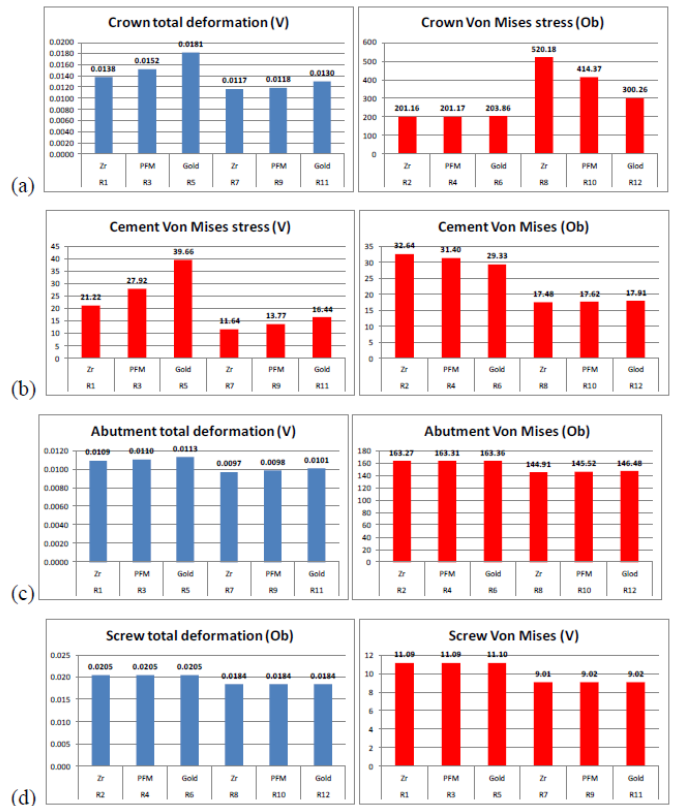 Crown total deformation (V)
0.0200
0.0180
0.0160
0.0140
0.0120
0.0100
0.0080
0.0060
0.0040
0.0020
0.0000
0.0138 0.0152 0.0181 0.0117 0.0118 0.0130
Zr PFM Gold Zr PFM Gold
R1 R3 R5 R7 R9 R11
Crown Von Mises stress (Ob)
600
500
400
300
200
100
0
201.16 201.17 203.86 520.18 414.37 300.26
Zr PFM Gold Zr PFM Glod
R2 R4 R6 R8 R10 R12
(a)
Cement Von Mises stress (V)
45
40
35
30
25
20
15
10
5
0
21.22 27.92 39.66 11.64 13.77 16.44
Zr PFM Gold Zr PFM Gold
R1 R3 R5 R7 R9 R11
Cement Von Mises (Ob)
35
30
25
20
15
10
5
0
32.64 31.40 29.33 17.48 17.62 17.91
Zr PFM Gold Zr PFM Glod
R2 R4 R6 R8 R10 R12
(b)
Abutment total deformation (V)
0.0120
0.0100
0.0080
0.0060
0.0040
0.0020
0.0000
0.0109 0.0110 0.0113 0.0097 0.0098 0.0101
Zr PFM Gold Zr PFM Gold
R1 R3 R5 R7 R9 R11
Abutment Von Mises (Ob)
180
160
140
120
100
80
60
40
20
0
163.27 163.31 163.36 144.91 145.52 146.48
Zr PFM Gold Zr PFM Glod
R2 R4 R6 R8 R10 R12
(c)
Screw total deformation (Ob)
0.025
0.020
0.015
0.010
0.005
0.000
0.0205 0.0205 0.0205 0.0184 0.0184 0.0184
Zr PFM Gold Zr PFM Gold
R2 R4 R6 R8 R10 R12
Screw Von Mises (V)
12
10
8
6
4
2
0
11.09 11.09 11.10 9.01 9.02 9.02
Zr PFM Gold Zr PFM Gold
R1 R3 R5 R7 R9 R11
(d)